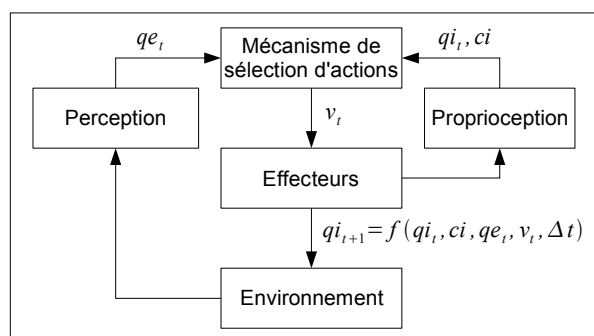 qe_t
Mécanisme de
sélection d'actions
qi_t, ci
Perception
v_t
Proprioception
Effecteurs
qi_{t+1} = f(qi_t, ci, qe_t, v_t, Δt)
Environnement